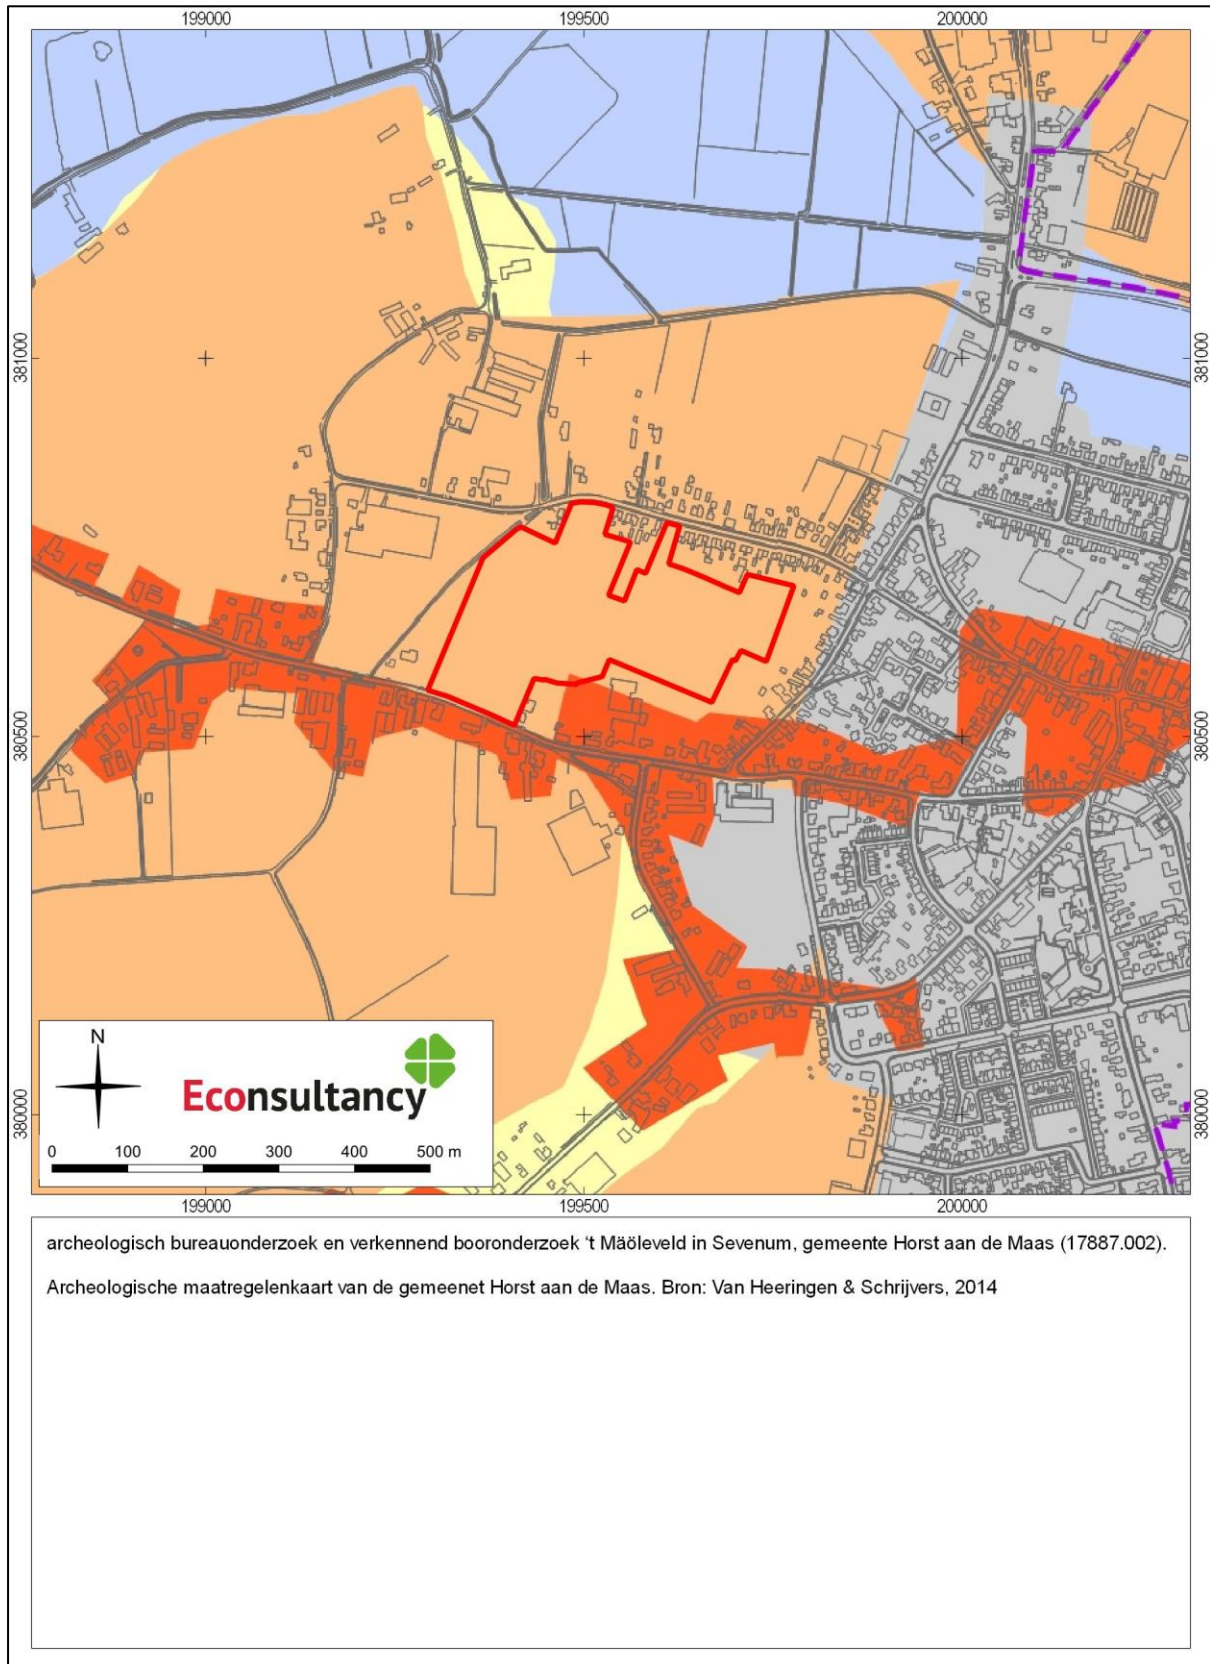 199000 199500 200000
381000 381000
380500 380500
380000 380000
N
Econsultancy
0 100 200 300 400 500 m
199000 199500 200000
archeologisch bureauonderzoek en verkennend booronderzoek ‘t Mäöleveld in Sevenum, gemeente Horst aan de Maas (17887.002).
Archeologische maatregelenkaart van de gemeenet Horst aan de Maas. Bron: Van Heeringen & Schrijvers, 2014